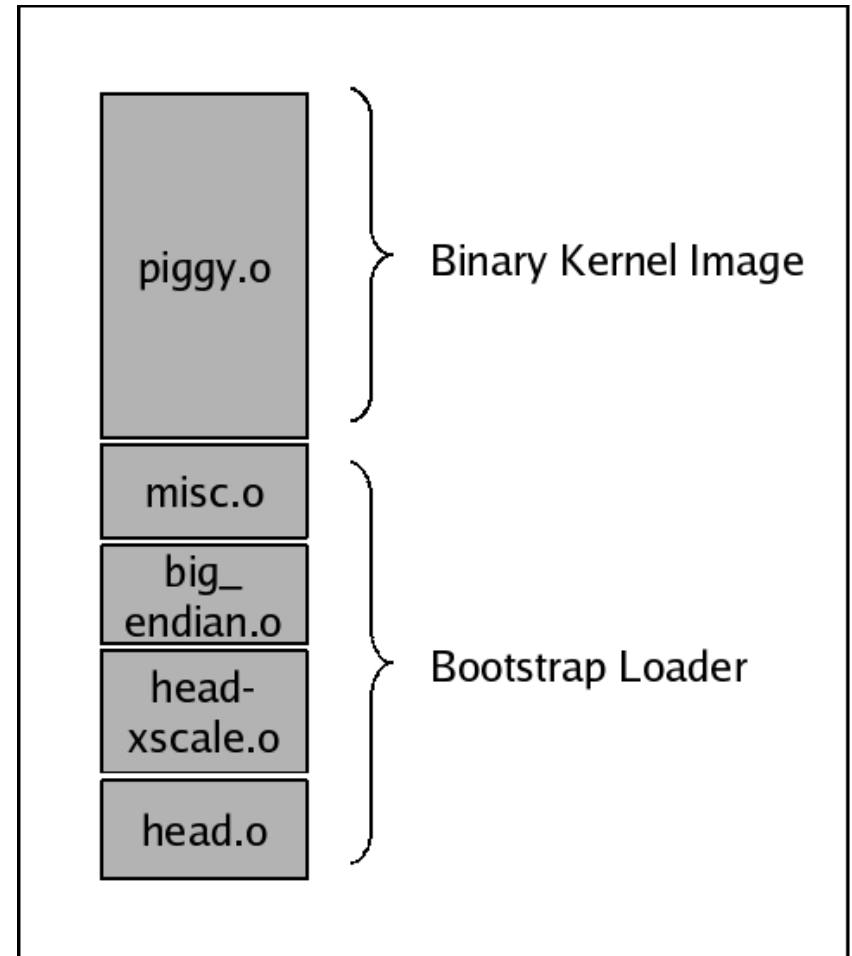 piggy.o
Binary Kernel Image
misc.o
big_
endian.o
head-
xscale.o
Bootstrap Loader
head.o